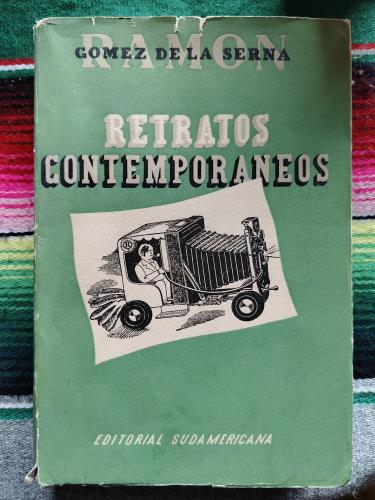 RAMON
GOMEZ DE LA SERNA
RETRATOS
CONTEMPORANEOS
R
EDITORIAL SUDAMERICANA